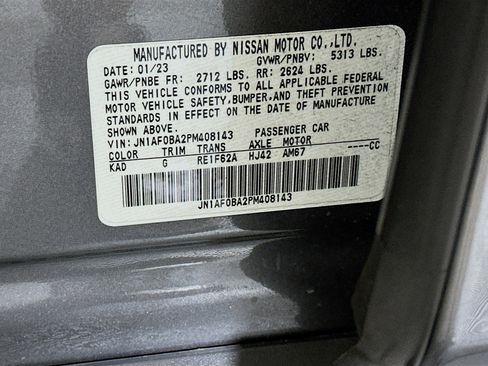 MANUFACTURED BY NISSAN MOTOR CO.,LTD.
DATE: 01/23 GVWR/PNBV: 5313 LBS.
GAWR/PNBE FR: 2712 LBS. RR: 2624 LBS.
THIS VEHICLE CONFORMS TO ALL APPLICABLE FEDERAL
MOTOR VEHICLE SAFETY, BUMPER, AND THEFT PREVENTION
STANDARDS IN EFFECT ON THE DATE OF MANUFACTURE
SHOWN ABOVE.
VIN: JN1AF0BA2PM408143 PASSENGER CAR
COLOR TRIM TRANS AXLE MOTOR
KAD G RE1F62A HJ42 AM67 ----CC
JN1AF0BA2PM408143